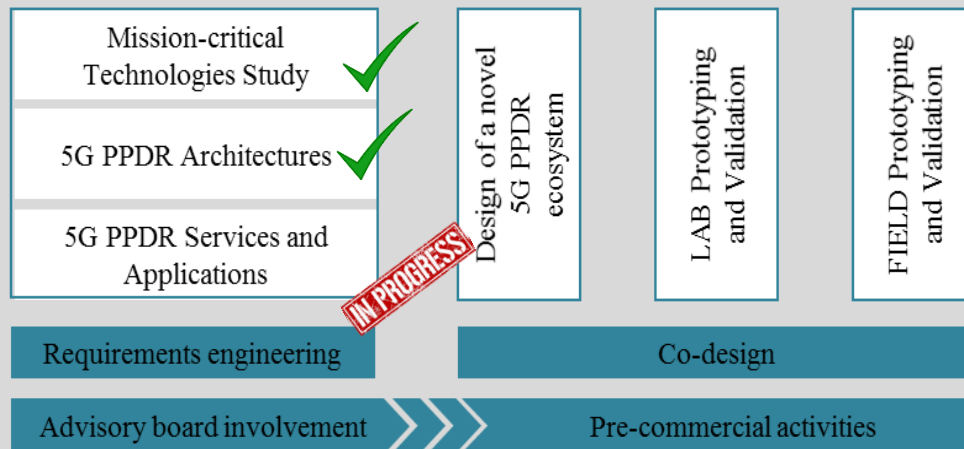 Mission-critical
Technologies Study
5G PPDR Architectures
5G PPDR Services and
Applications
IN PROGRESS
Design of a novel
5G PPDR
ecosystem
LAB Prototyping
and Validation
FIELD Prototyping
and Validation
Requirements engineering
Co-design
Advisory board involvement
Pre-commercial activities